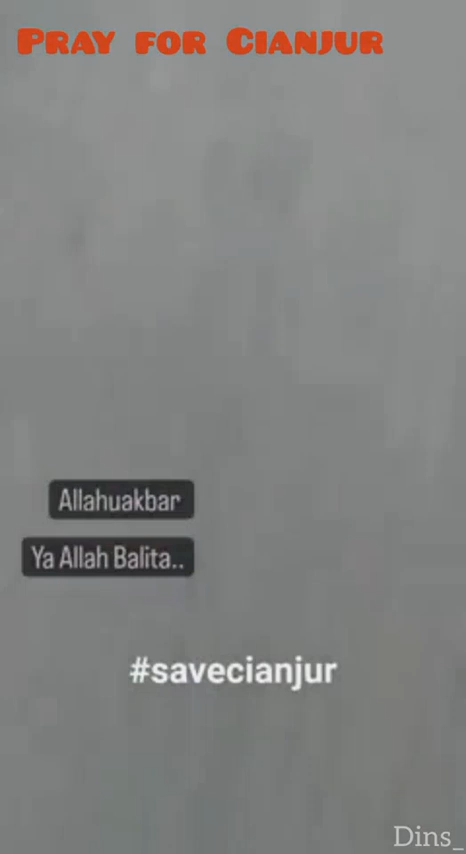 Pray for Cianjur
Allahuakbar
Ya Allah Balita..
#savecianjur
Dins_